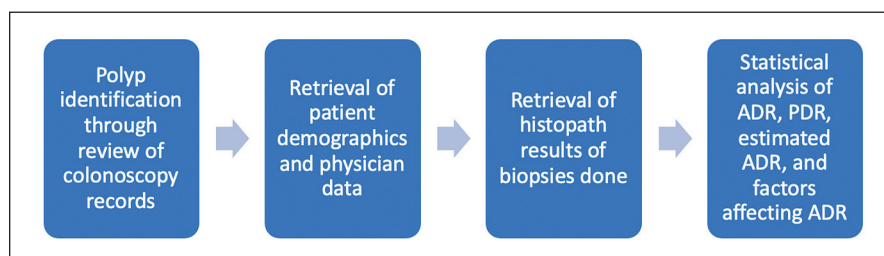 Polyp
identification
through
review of
colonoscopy
records
Retrieval of
patient
demographics
and physician
data
Retrieval of
histopath
results of
biopsies done
Statistical
analysis of
ADR, PDR,
estimated
ADR, and
factors
affecting ADR